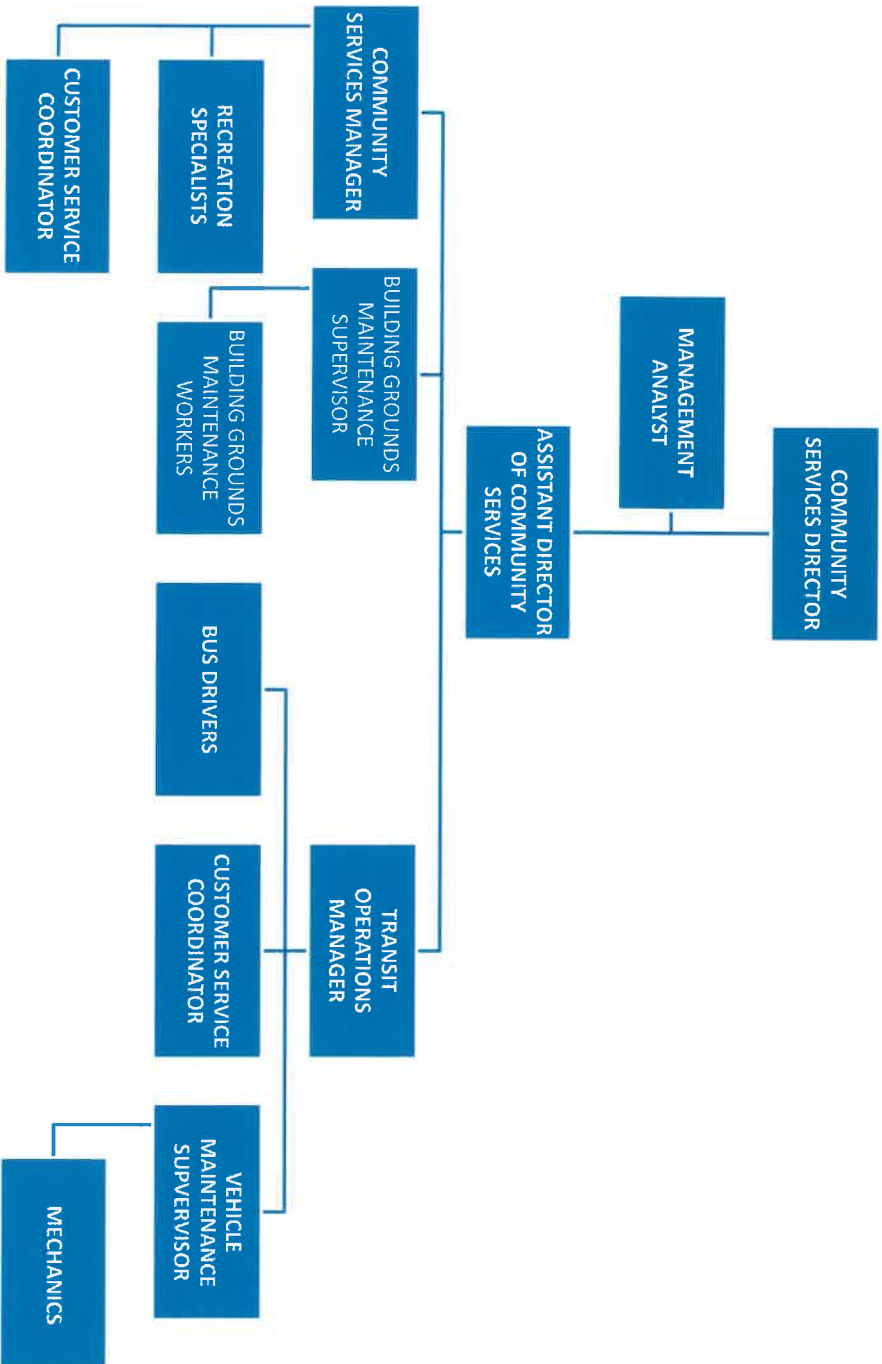 COMMUNITY
SERVICES DIRECTOR
MANAGEMENT
ANALYST
ASSISTANT DIRECTOR
OF COMMUNITY
SERVICES
COMMUNITY
SERVICES MANAGER
BUILDING GROUNDS
MAINTENANCE
SUPERVISOR
TRANSIT
OPERATIONS
MANAGER
RECREATION
SPECIALISTS
BUILDING GROUNDS
MAINTENANCE
WORKERS
BUS DRIVERS
CUSTOMER SERVICE
COORDINATOR
VEHICLE
MAINTENANCE
SUPVERVISOR
CUSTOMER SERVICE
COORDINATOR
MECHANICS